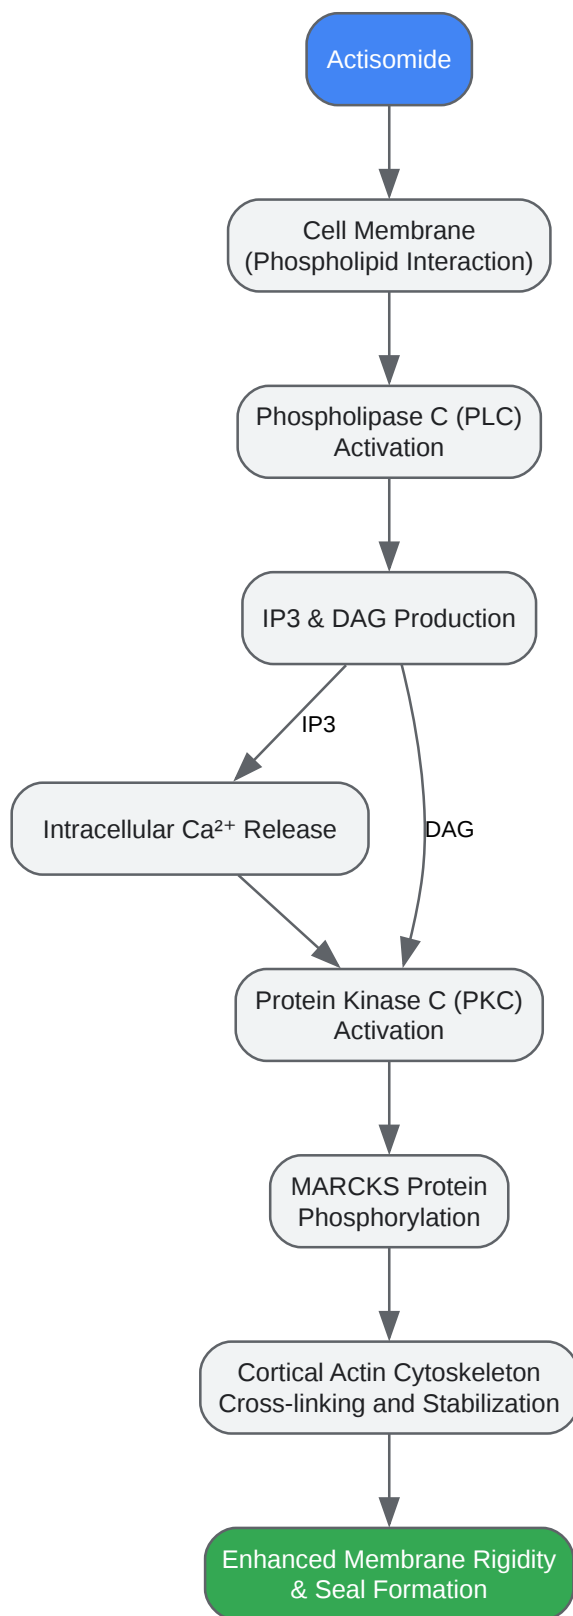 Actisomide
Cell Membrane
(Phospholipid Interaction)
Phospholipase C (PLC)
Activation
IP3 & DAG Production
IP3
Intracellular Ca²⁺ Release
DAG
Protein Kinase C (PKC)
Activation
MARCKS Protein
Phosphorylation
Cortical Actin Cytoskeleton
Cross-linking and Stabilization
Enhanced Membrane Rigidity
& Seal Formation